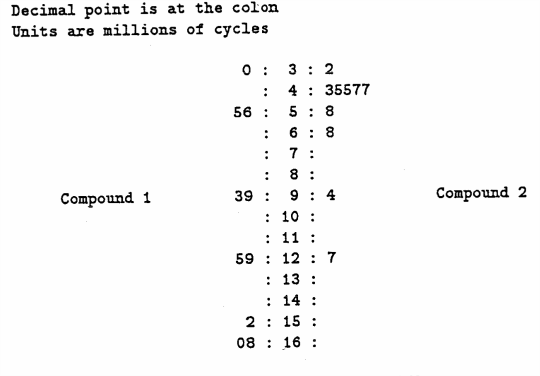 Decimal point is at the colon
Units are millions of cycles
0 : 3 : 2
: 4 : 35577
56 : 5 : 8
: 6 : 8
: 7 :
: 8 :
Compound 1 39 : 9 : 4 Compound 2
: 10 :
: 11 :
59 : 12 : 7
: 13 :
: 14 :
2 : 15 :
08 : 16 :